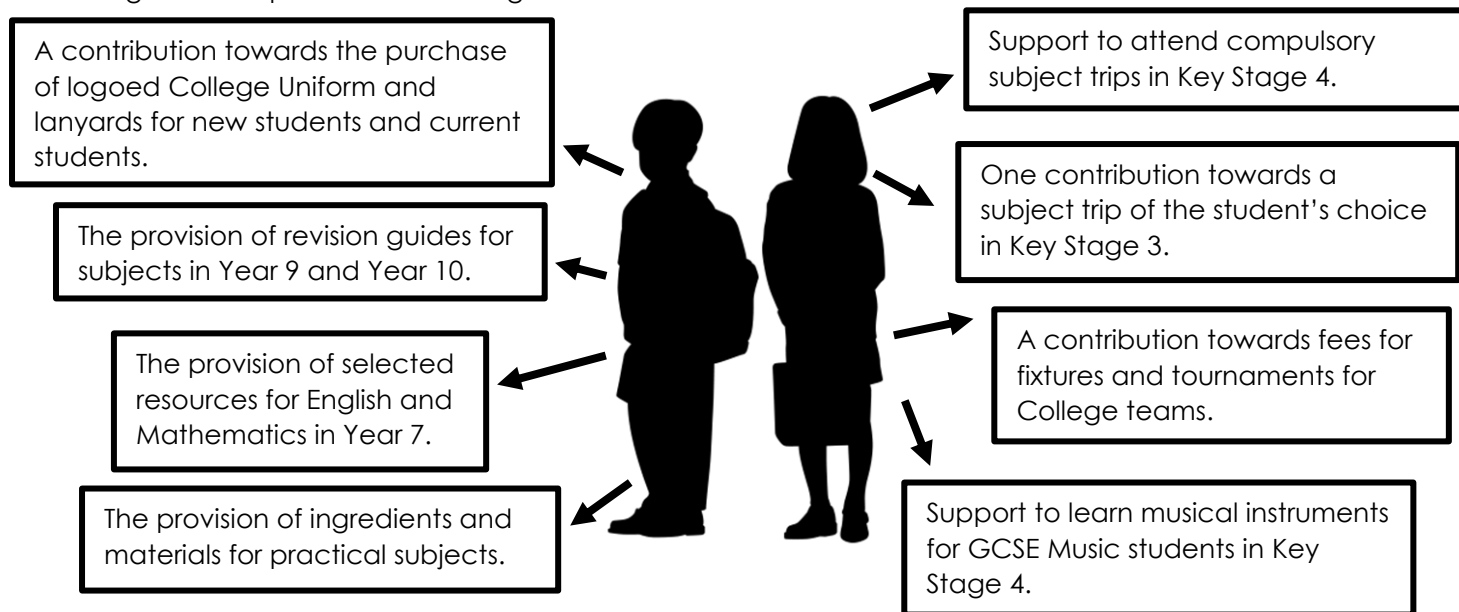 A contribution towards the purchase
of logoed College Uniform and
lanyards for new students and current
students.
The provision of revision guides for
subjects in Year 9 and Year 10.
The provision of selected
resources for English and
Mathematics in Year 7.
The provision of ingredients and
materials for practical subjects.
Support to attend compulsory
subject trips in Key Stage 4.
One contribution towards a
subject trip of the student’s choice
in Key Stage 3.
A contribution towards fees for
fixtures and tournaments for
College teams.
Support to learn musical instruments
for GCSE Music students in Key
Stage 4.